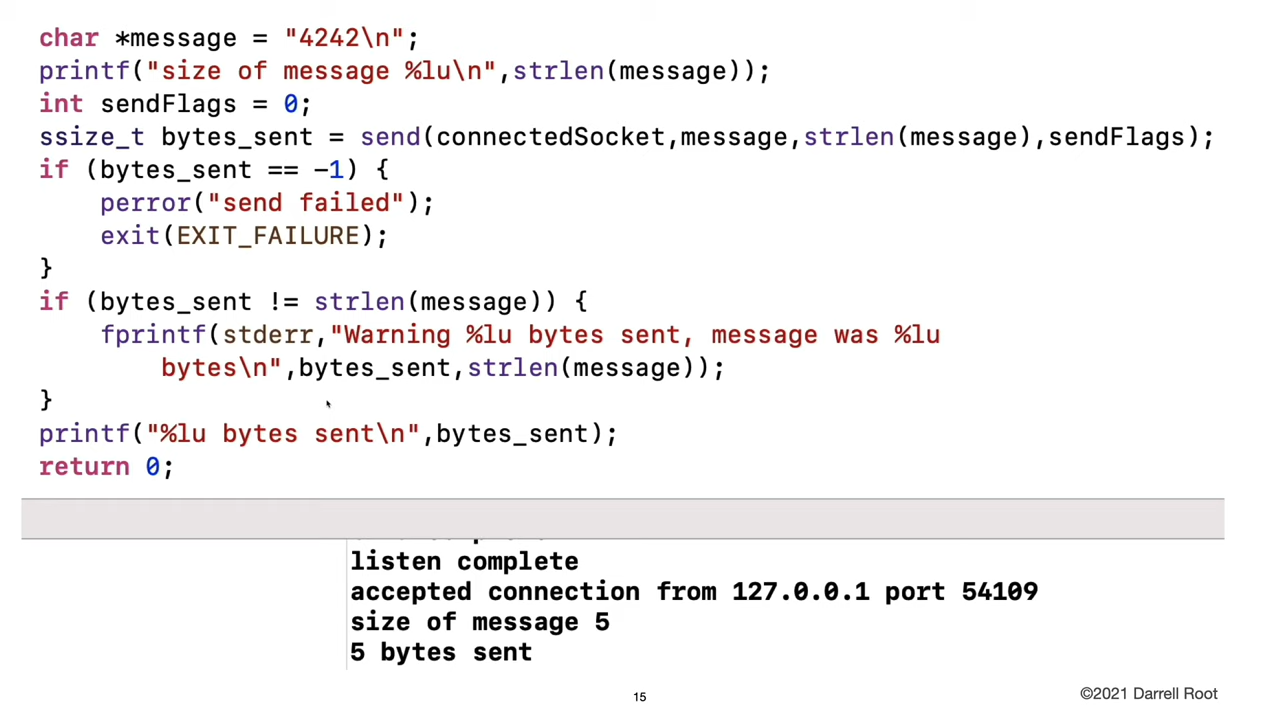 char *message = "4242\n";
printf("size of message %lu\n",strlen(message));
int sendFlags = 0;
ssize_t bytes_sent = send(connectedSocket,message,strlen(message),sendFlags);
if (bytes_sent == -1) {
    perror("send failed");
    exit(EXIT_FAILURE);
}
if (bytes_sent != strlen(message)) {
    fprintf(stderr,"Warning %lu bytes sent, message was %lu
        bytes\n",bytes_sent,strlen(message));
}
printf("%lu bytes sent\n",bytes_sent);
return 0;
listen complete
accepted connection from 127.0.0.1 port 54109
size of message 5
5 bytes sent
15
©2021 Darrell Root